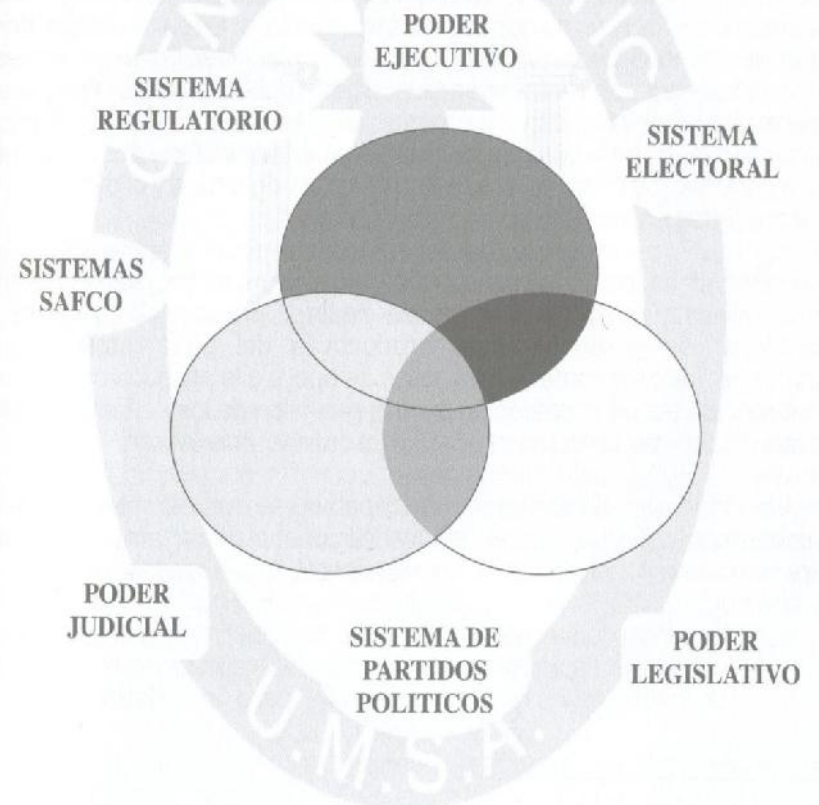 PODER
EJECUTIVO
SISTEMA
REGULATORIO
SISTEMA
ELECTORAL
SISTEMAS
SAFCO
PODER
JUDICIAL
SISTEMA DE
PARTIDOS
POLITICOS
PODER
LEGISLATIVO
U.M.S.A.